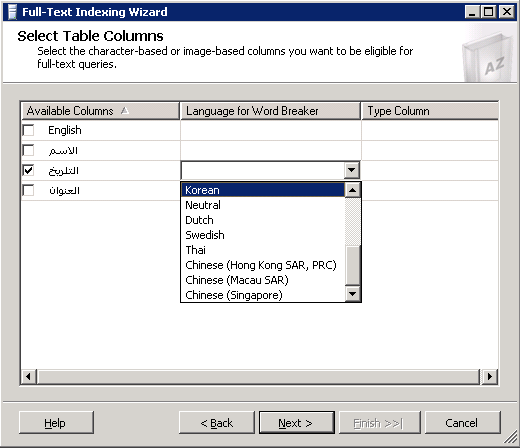 Full-Text Indexing Wizard
Select Table Columns
Select the character-based or image-based columns you want to be eligible for
full-text queries.
AZ
Available Columns Language for Word Breaker Type Column
English
الاسم
التاريخ
العنوان
Korean
Neutral
Dutch
Swedish
Thai
Chinese (Hong Kong SAR, PRC)
Chinese (Macau SAR)
Chinese (Singapore)
Help < Back Next > Finish >>| Cancel